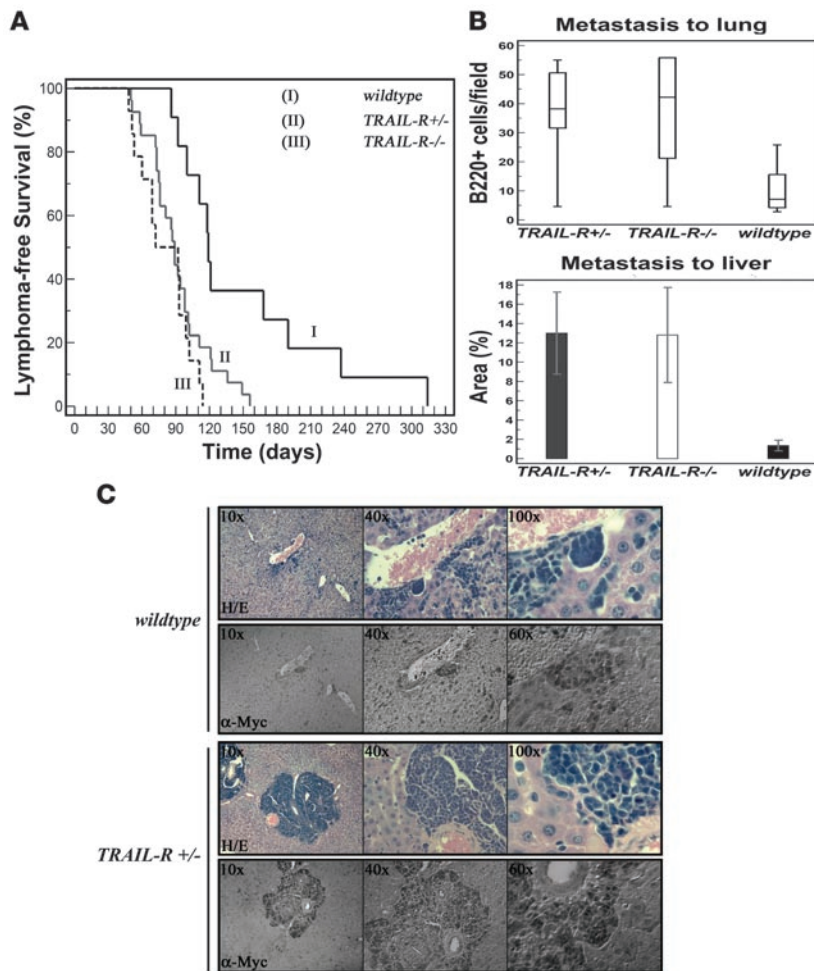 A
100
80
60
40
20
0
Lymphoma-free Survival (%)
(I) wildtype
(II) TRAIL-R+/-
(III) TRAIL-R-/-
I
II
III
0 30 60 90 120 150 180 210 240 270 300 330
Time (days)
B
Metastasis to lung
60
50
40
30
20
10
0
B220+ cells/field
TRAIL-R+/- TRAIL-R-/- wildtype
Metastasis to liver
18
16
14
12
10
8
6
4
2
0
Area (%)
TRAIL-R+/- TRAIL-R-/- wildtype
C
wildtype
10x 40x 100x
H/E
10x 40x 60x
α-Myc
TRAIL-R +/-
10x 40x 100x
H/E
10x 40x 60x
α-Myc